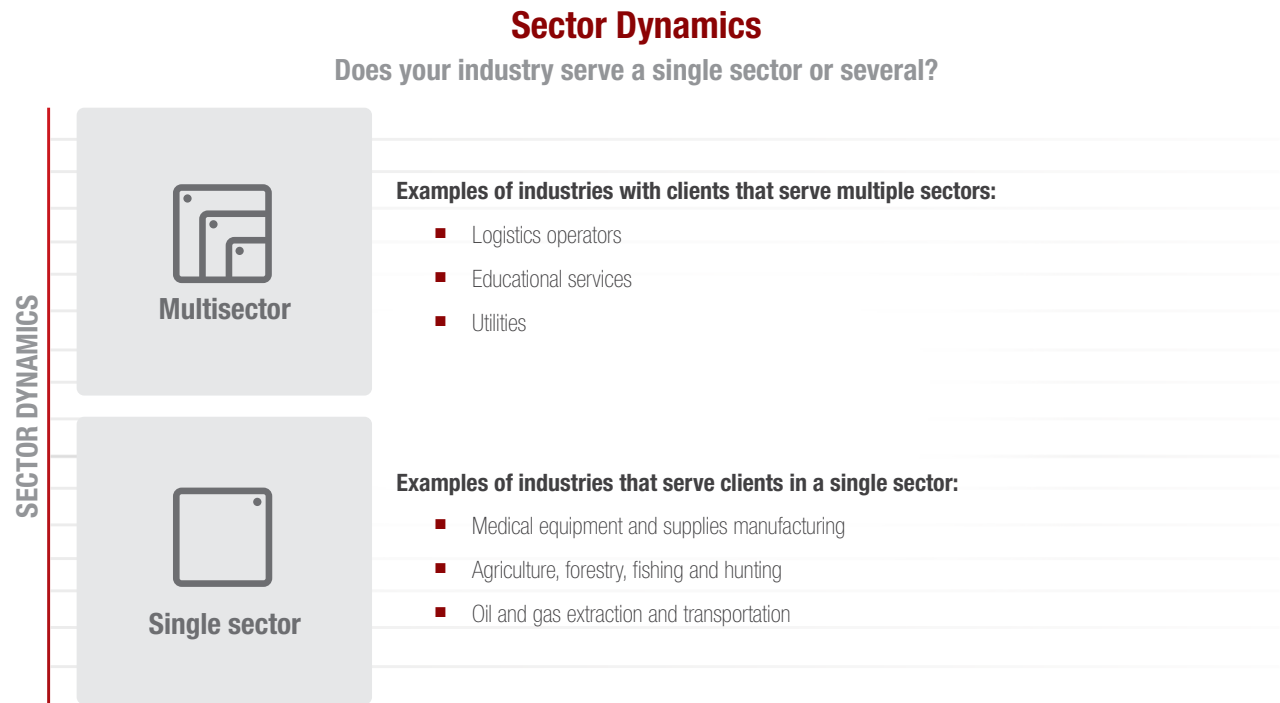 Sector Dynamics
Does your industry serve a single sector or several?
SECTOR DYNAMICS
Multisector
Examples of industries with clients that serve multiple sectors:
Logistics operators
Educational services
Utilities
Single sector
Examples of industries that serve clients in a single sector:
Medical equipment and supplies manufacturing
Agriculture, forestry, fishing and hunting
Oil and gas extraction and transportation